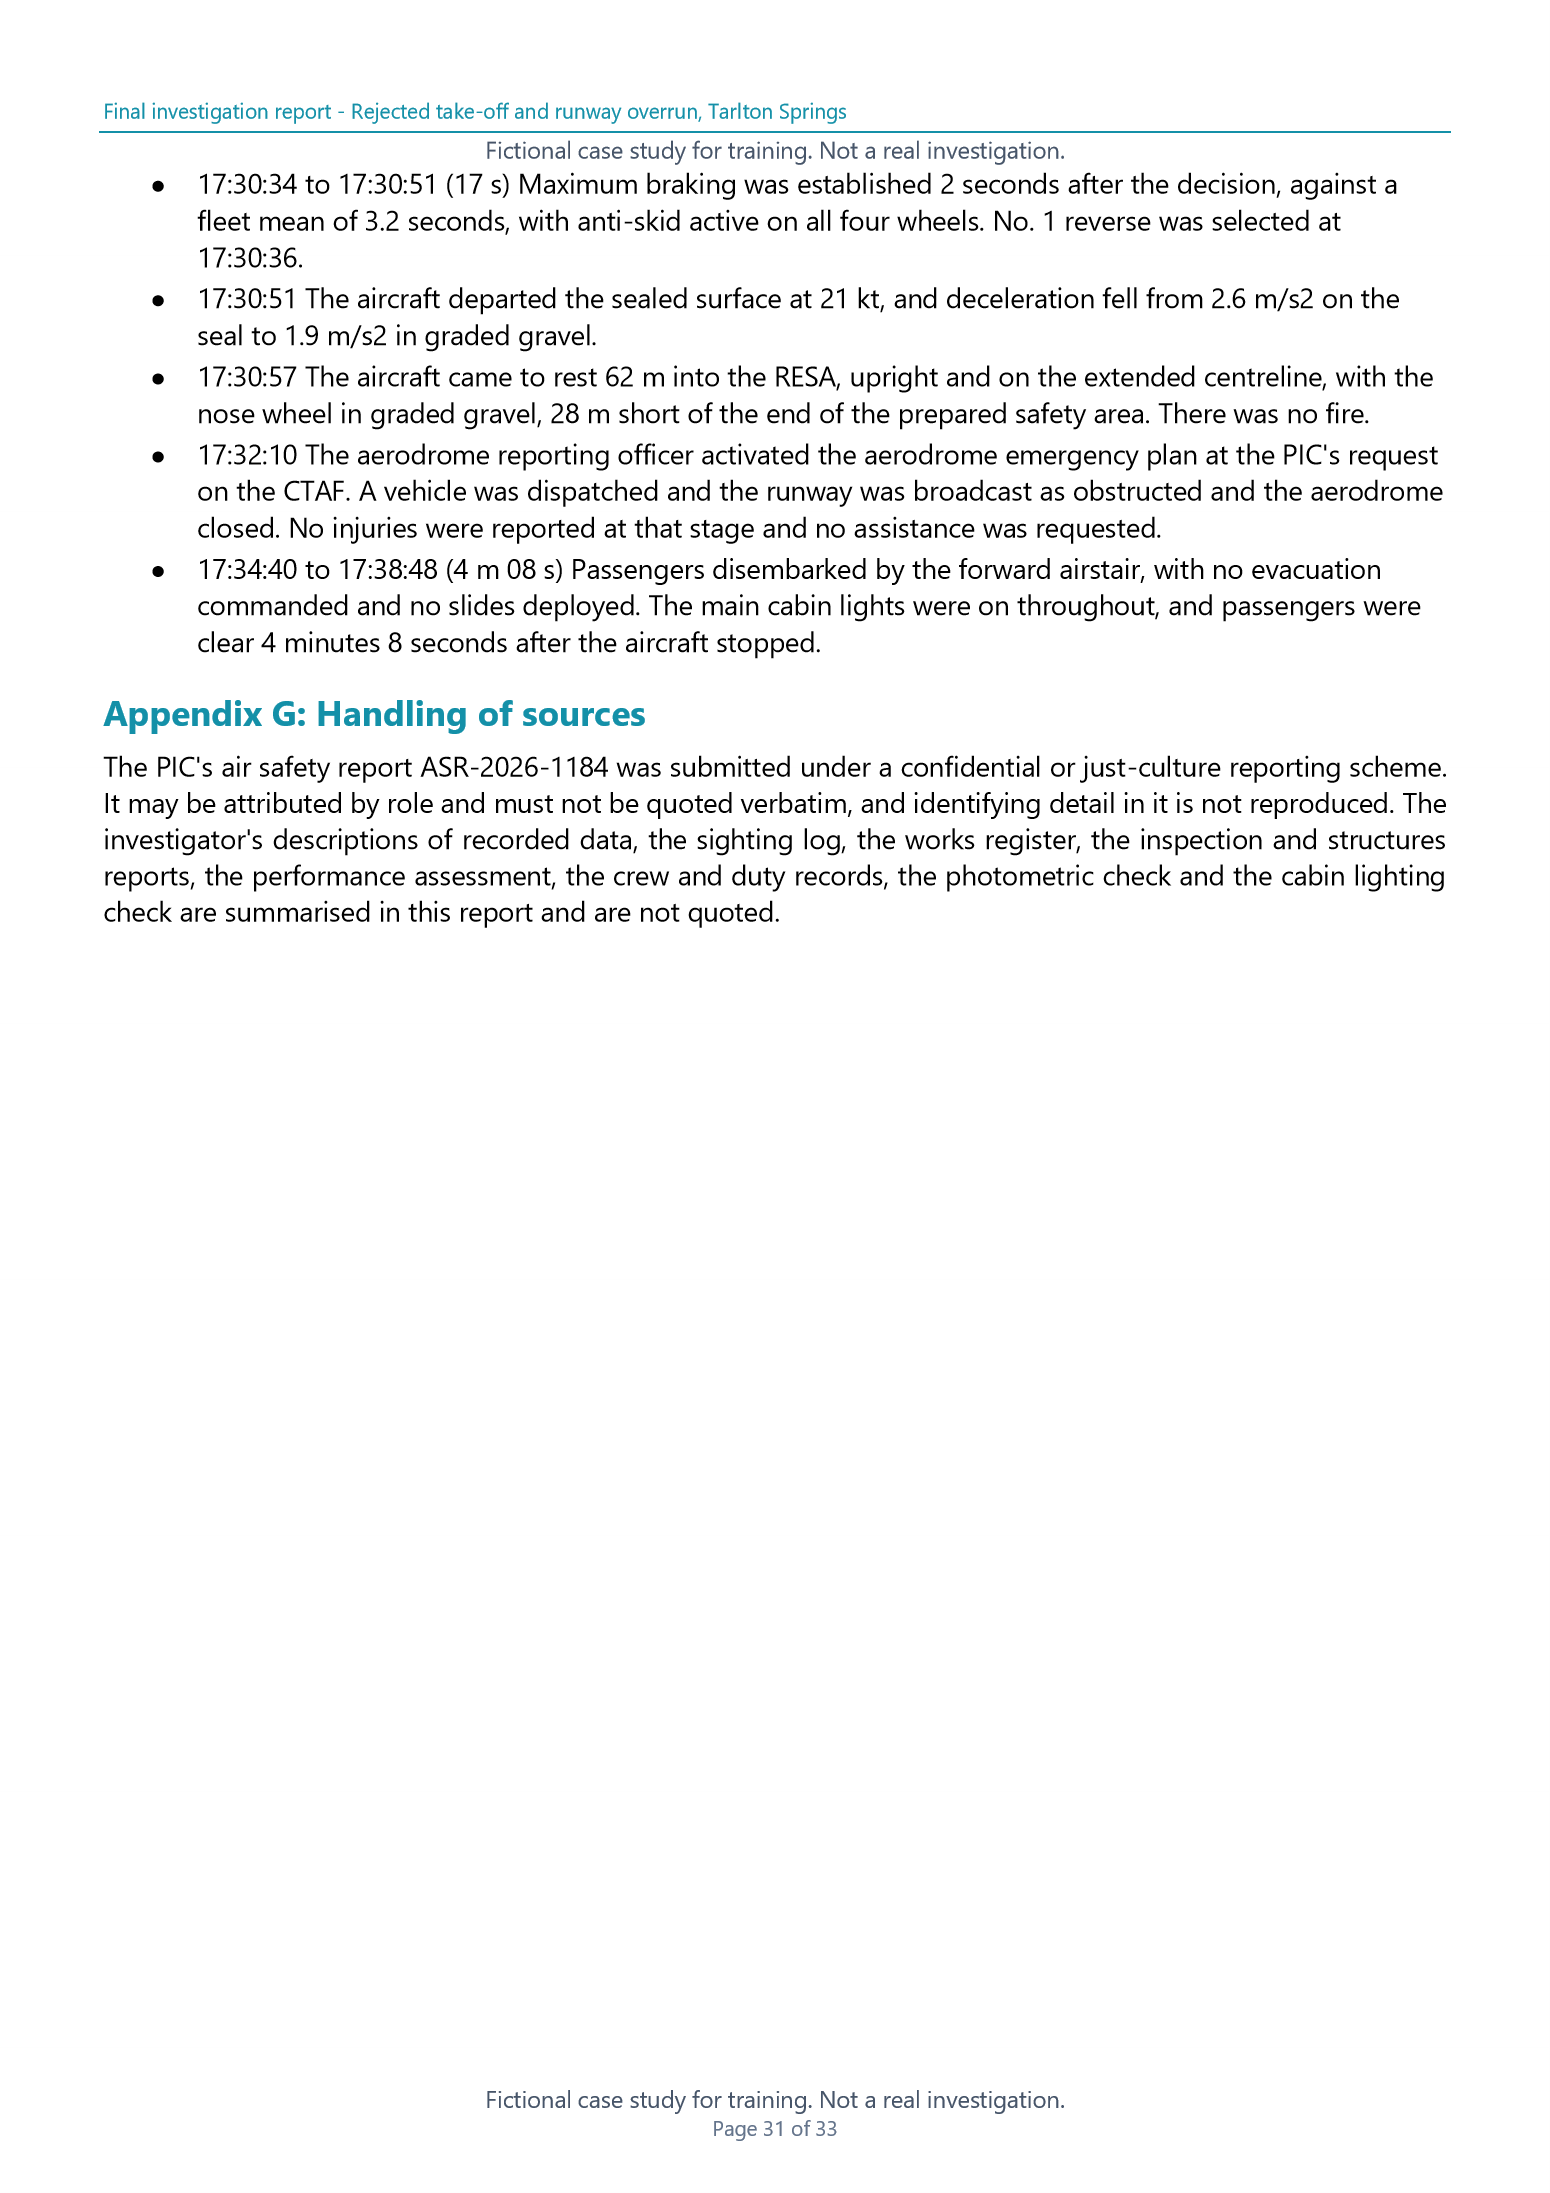 Final investigation report - Rejected take-off and runway overrun, Tarlton Springs
Fictional case study for training. Not a real investigation.
● 17:30:34 to 17:30:51 (17 s) Maximum braking was established 2 seconds after the decision, against a
fleet mean of 3.2 seconds, with anti-skid active on all four wheels. No. 1 reverse was selected at
17:30:36.
● 17:30:51 The aircraft departed the sealed surface at 21 kt, and deceleration fell from 2.6 m/s2 on the
seal to 1.9 m/s2 in graded gravel.
● 17:30:57 The aircraft came to rest 62 m into the RESA, upright and on the extended centreline, with the
nose wheel in graded gravel, 28 m short of the end of the prepared safety area. There was no fire.
● 17:32:10 The aerodrome reporting officer activated the aerodrome emergency plan at the PIC's request
on the CTAF. A vehicle was dispatched and the runway was broadcast as obstructed and the aerodrome
closed. No injuries were reported at that stage and no assistance was requested.
● 17:34:40 to 17:38:48 (4 m 08 s) Passengers disembarked by the forward airstair, with no evacuation
commanded and no slides deployed. The main cabin lights were on throughout, and passengers were
clear 4 minutes 8 seconds after the aircraft stopped.
Appendix G: Handling of sources
The PIC's air safety report ASR-2026-1184 was submitted under a confidential or just-culture reporting scheme.
It may be attributed by role and must not be quoted verbatim, and identifying detail in it is not reproduced. The
investigator's descriptions of recorded data, the sighting log, the works register, the inspection and structures
reports, the performance assessment, the crew and duty records, the photometric check and the cabin lighting
check are summarised in this report and are not quoted.
Fictional case study for training. Not a real investigation.
Page 31 of 33